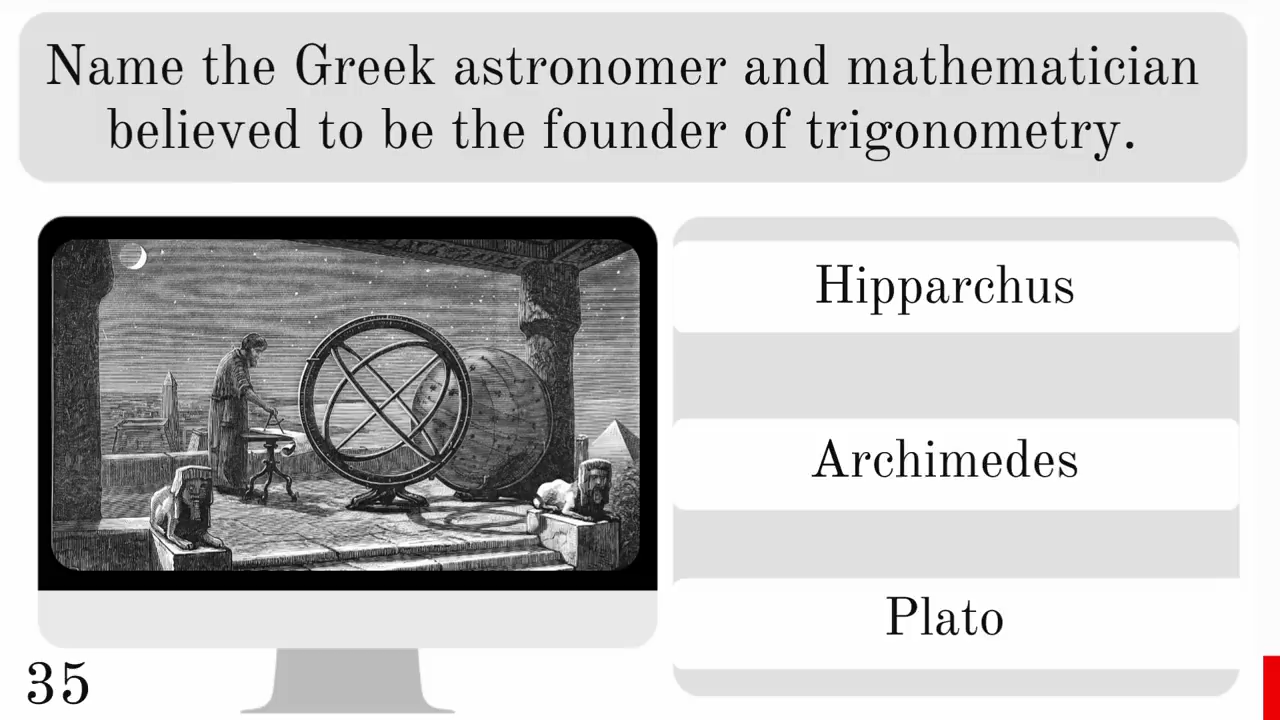 Name the Greek astronomer and mathematician
believed to be the founder of trigonometry.
Hipparchus
Archimedes
Plato
35